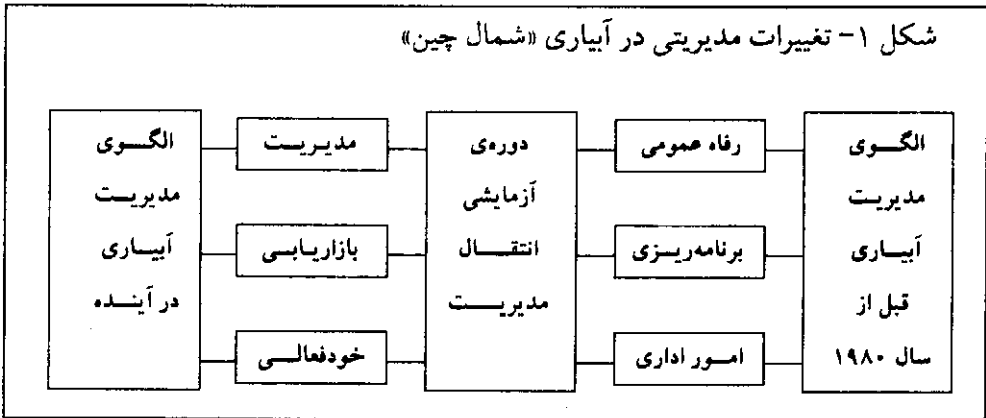 شکل ۱- تغییرات مدیریتی در آبیاری «شمال چین»
الگوی
مدیریت
آبیاری
قبل از
سال ۱۹۸۰
رفاه عمومی
برنامه‌ریزی
امور اداری
دوره‌ی
آزمایشی
انتقال
مدیریت
مدیریت
بازاریابی
خودفعالی
الگوی
مدیریت
آبیاری
در آینده